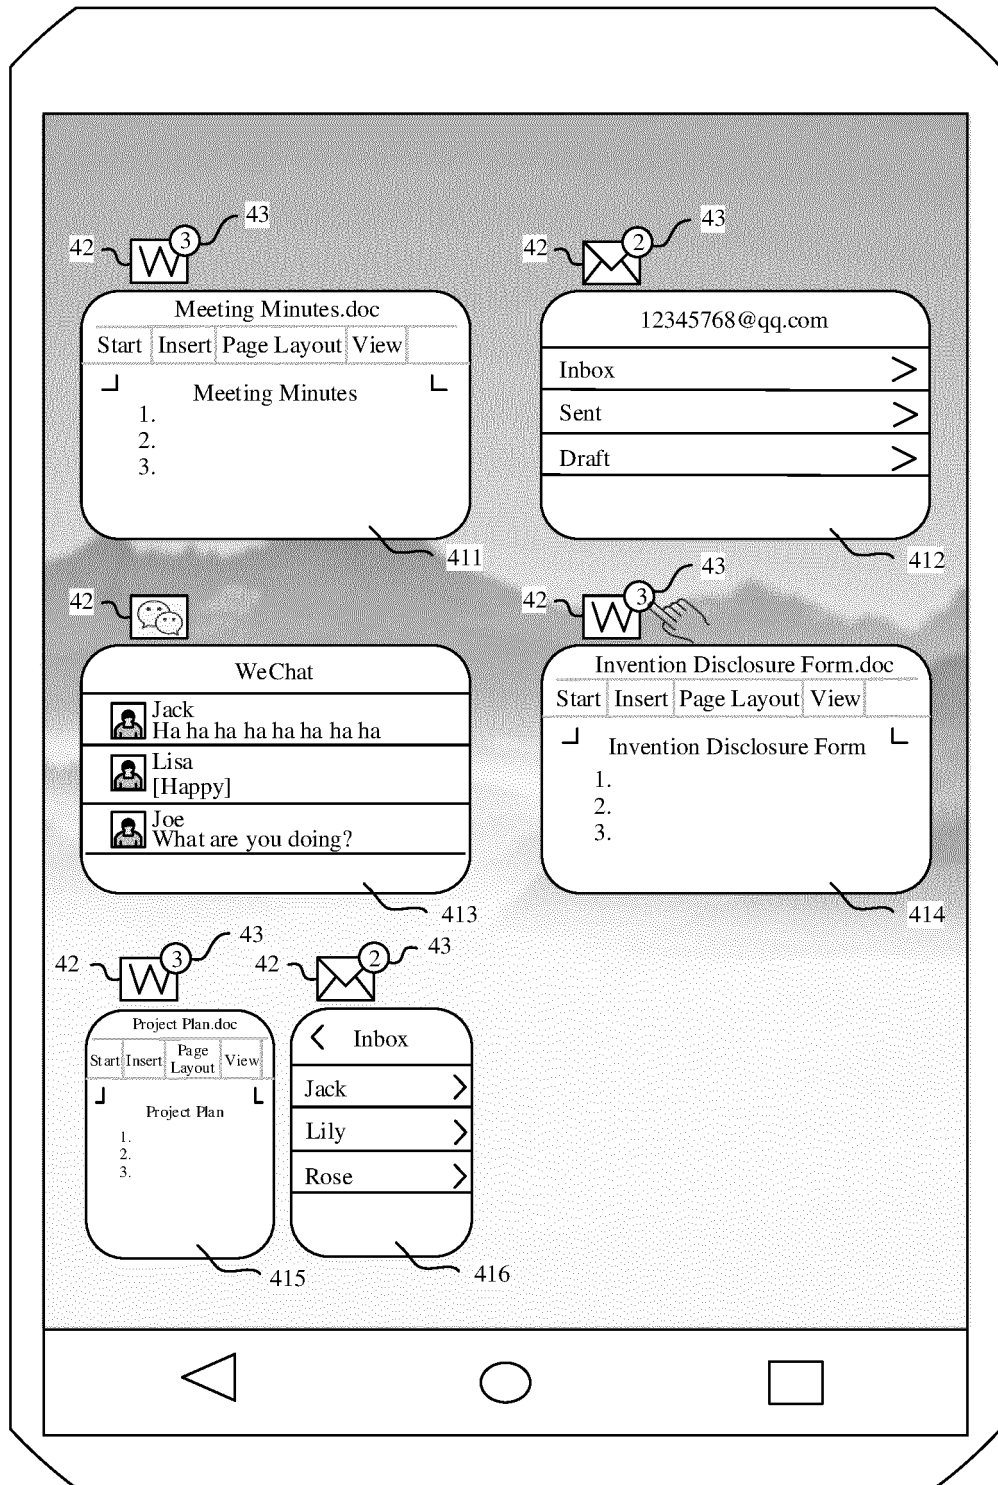 43
43
42
W
3
42
2
Meeting Minutes.doc
Start Insert Page Layout View
Meeting Minutes
1.
2.
3.
411
12345768@qq.com
Inbox
Sent
Draft
412
42
43
42
W
3
WeChat
Jack
Ha ha ha ha ha ha ha ha
Lisa
[Happy]
Joe
What are you doing?
413
Invention Disclosure Form.doc
Start Insert Page Layout View
Invention Disclosure Form
1.
2.
3.
414
43
43
42
W
3
42
2
Project Plan.doc
Start Insert Page Layout View
Project Plan
1.
2.
3.
415
Inbox
Jack
Lily
Rose
416